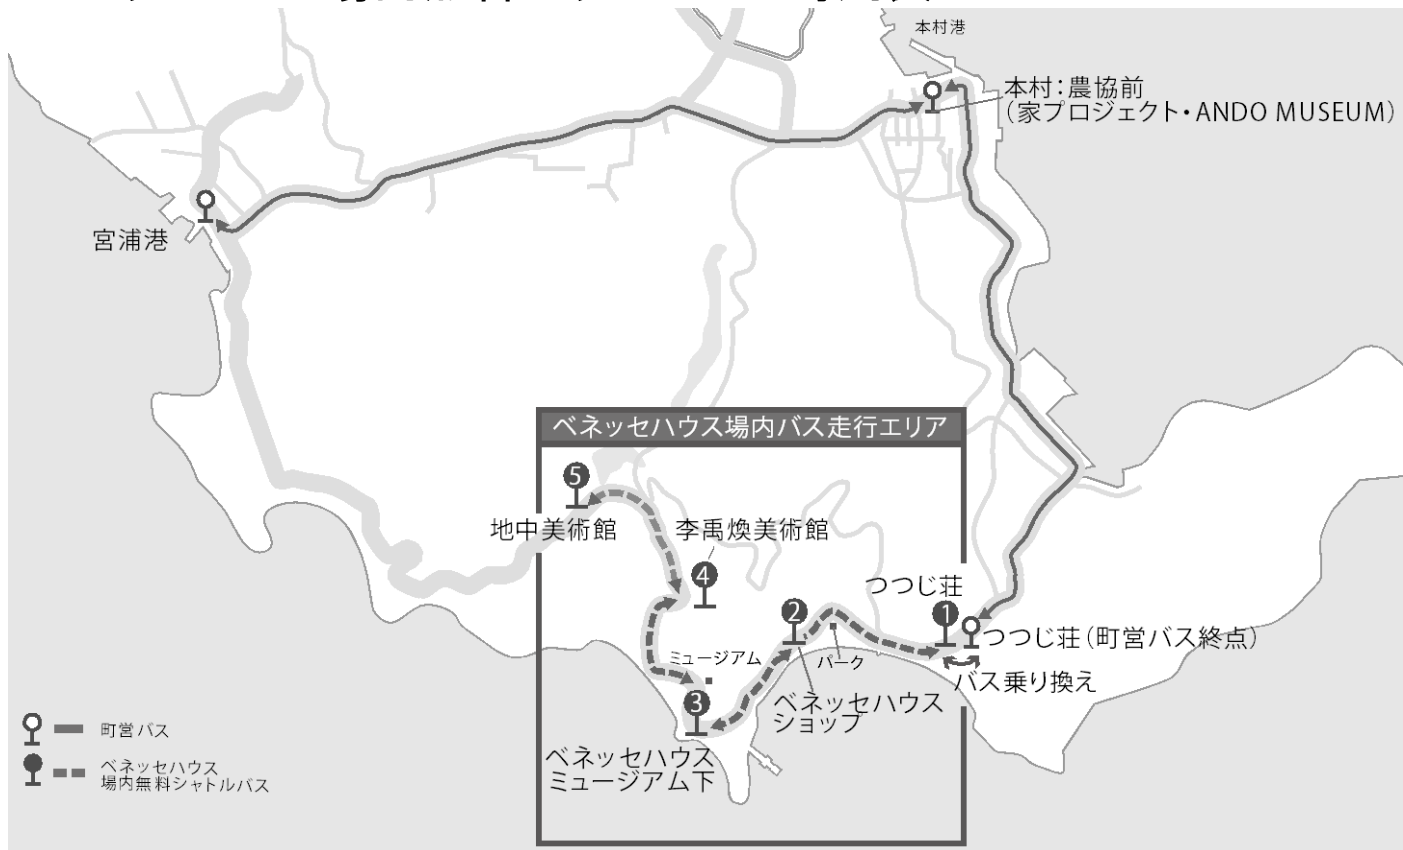 本村港
本村：農協前
（家プロジェクト・ANDO MUSEUM）
宮浦港
ベネッセハウス場内バス走行エリア
5
地中美術館
李禹煥美術館
4
つつじ荘
2
1
つつじ荘（町営バス終点）
ミュージアム
パーク
バス乗り換え
3
ベネッセハウス
ショップ
ベネッセハウス
ミュージアム下
町営バス
ベネッセハウス
場内無料シャトルバス